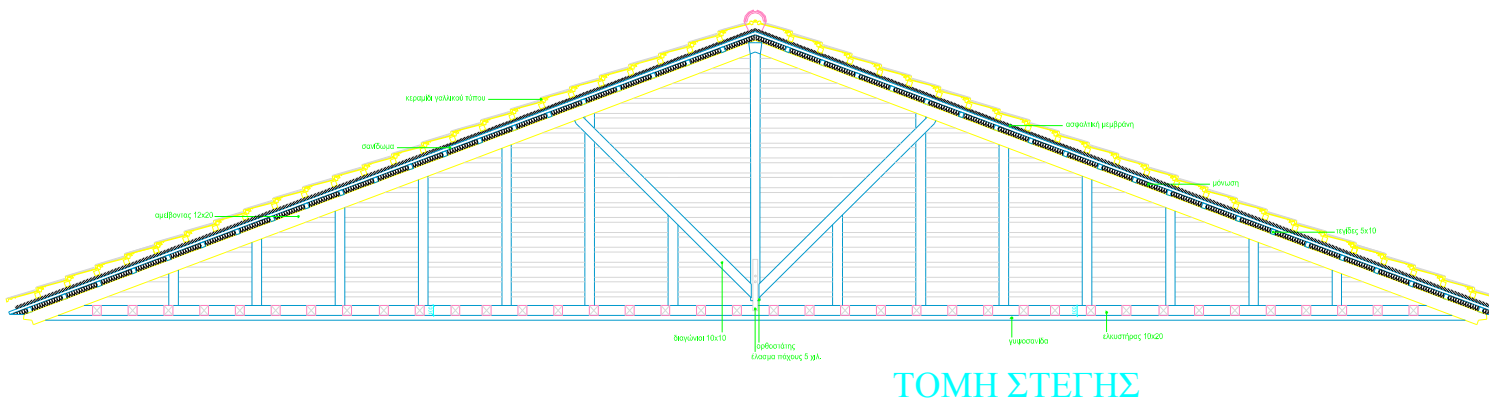 κεραμίδι γαλλικού τύπου
ασφαλτική μεμβράνη
σανίδωμα
μόνωση
αμείβοντας 12x20
τεγίδες 5x10
διαγώνιοι 10x10
ορθοστάτης
έλασμα πάχους 5 χιλ.
γυψοσανίδα
ελκυστήρας 10x20
ΤΟΜΗ ΣΤΕΓΗΣ